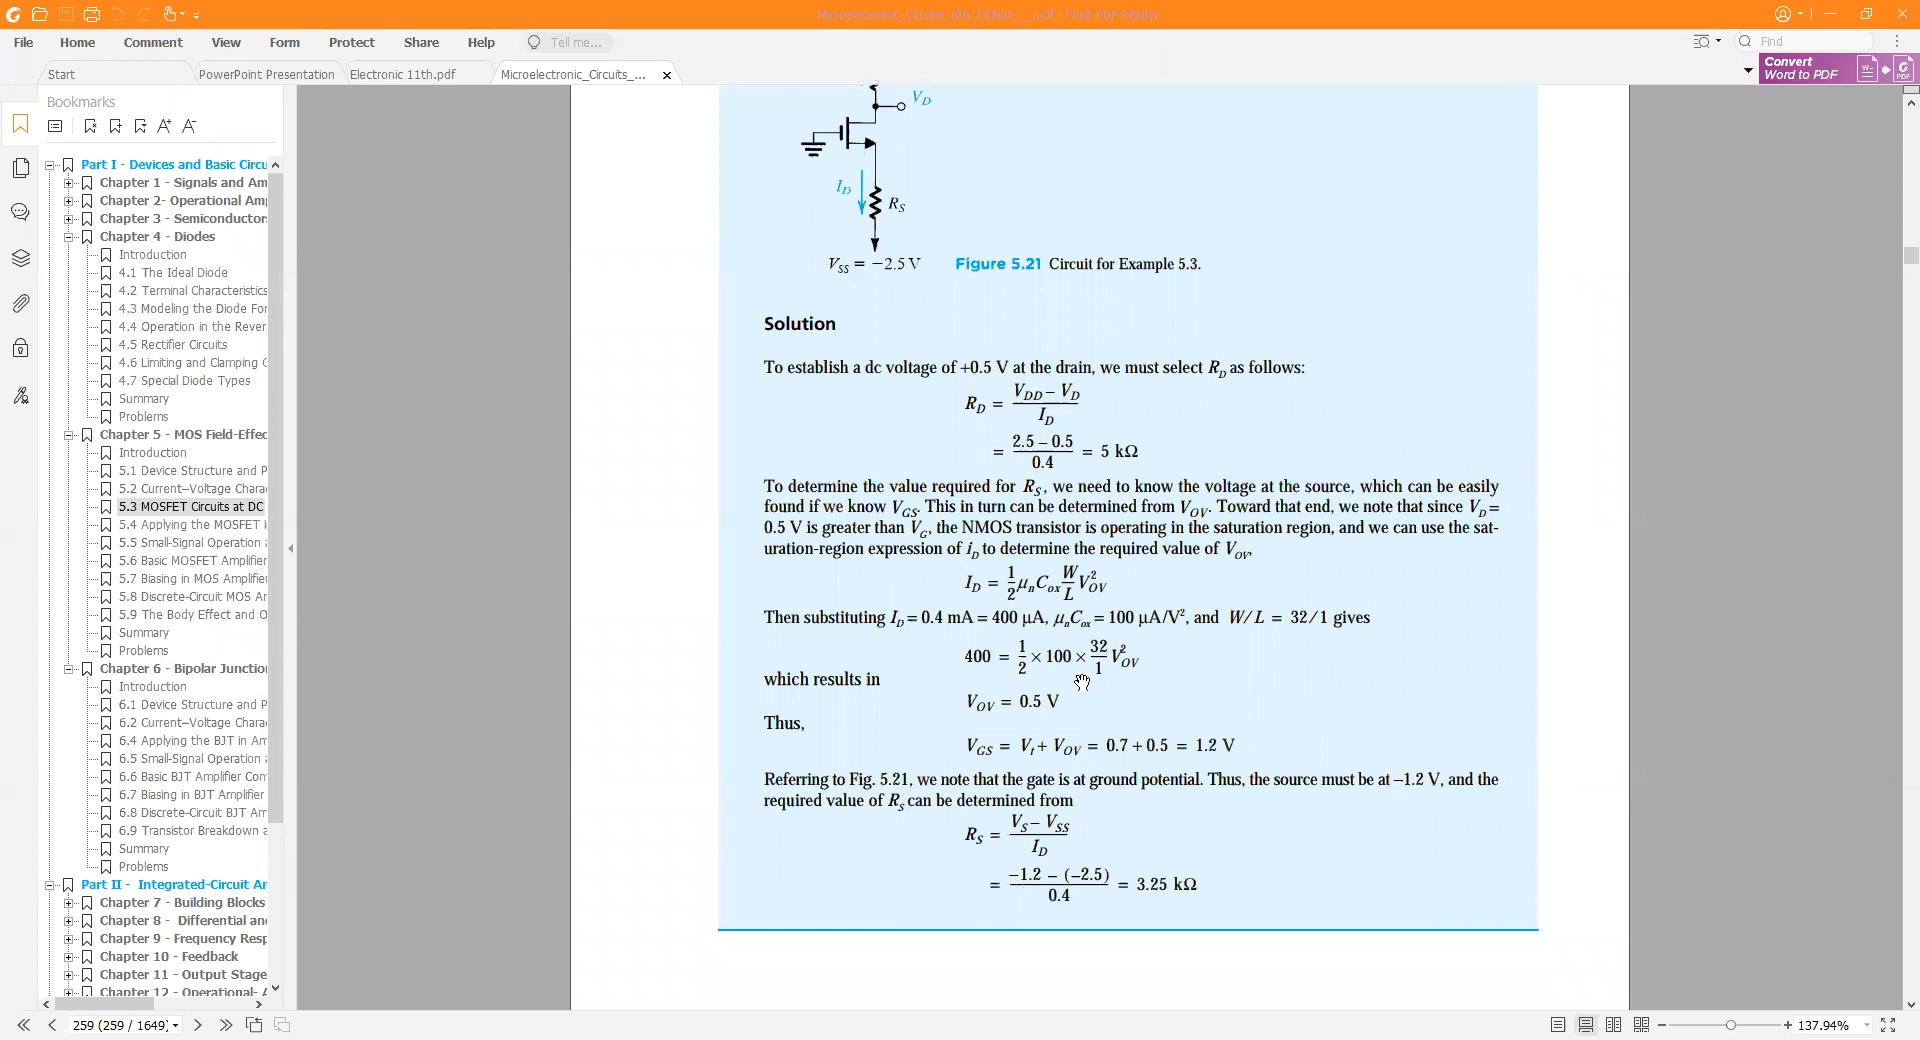 Microelectronic_Circuits_6th_Edition_-_.pdf - Foxit PDF Reader
File Home Comment View Form Protect Share Help Tell me... Find
Start PowerPoint Presentation Electronic 11th.pdf Microelectronic_Circuits_...
Convert
Word to PDF
Bookmarks
Part I - Devices and Basic Circu
Chapter 1 - Signals and Am
Chapter 2- Operational Amp
Chapter 3 - Semiconductors
Chapter 4 - Diodes
Introduction
4.1 The Ideal Diode
4.2 Terminal Characteristics
4.3 Modeling the Diode For
4.4 Operation in the Rever
4.5 Rectifier Circuits
4.6 Limiting and Clamping C
4.7 Special Diode Types
Summary
Problems
Chapter 5 - MOS Field-Effec
Introduction
5.1 Device Structure and P
5.2 Current–Voltage Chara
5.3 MOSFET Circuits at DC
5.4 Applying the MOSFET i
5.5 Small-Signal Operation a
5.6 Basic MOSFET Amplifie
5.7 Biasing in MOS Amplifie
5.8 Discrete-Circuit MOS Ar
5.9 The Body Effect and O
Summary
Problems
Chapter 6 - Bipolar Junction
Introduction
6.1 Device Structure and P
6.2 Current–Voltage Chara
6.4 Applying the BJT in Am
6.5 Small-Signal Operation a
6.6 Basic BJT Amplifier Con
6.7 Biasing in BJT Amplifier
6.8 Discrete-Circuit BJT Am
6.9 Transistor Breakdown a
Summary
Problems
Part II - Integrated-Circuit Ar
Chapter 7 - Building Blocks
Chapter 8 - Differential and
Chapter 9 - Frequency Resp
Chapter 10 - Feedback
Chapter 11 - Output Stage
Chapter 12 - Operational- A
V_D
I_D
R_S
V_SS = −2.5 V Figure 5.21 Circuit for Example 5.3.
Solution
To establish a dc voltage of +0.5 V at the drain, we must select R_D as follows:
R_D = (V_DD − V_D) / I_D
= (2.5 − 0.5) / 0.4 = 5 kΩ
To determine the value required for R_S, we need to know the voltage at the source, which can be easily
found if we know V_GS. This in turn can be determined from V_OV. Toward that end, we note that since V_D =
0.5 V is greater than V_G, the NMOS transistor is operating in the saturation region, and we can use the sat-
uration-region expression of i_D to determine the required value of V_OV,
I_D = 1/2 μ_n C_ox W/L V²_OV
Then substituting I_D = 0.4 mA = 400 μA, μ_n C_ox = 100 μA/V², and W/L = 32/1 gives
400 = 1/2 × 100 × 32/1 V²_OV
which results in
V_OV = 0.5 V
Thus,
V_GS = V_t + V_OV = 0.7 + 0.5 = 1.2 V
Referring to Fig. 5.21, we note that the gate is at ground potential. Thus, the source must be at −1.2 V, and the
required value of R_S can be determined from
R_S = (V_S − V_SS) / I_D
= (−1.2 − (−2.5)) / 0.4 = 3.25 kΩ
259 (259 / 1649) 137.94%